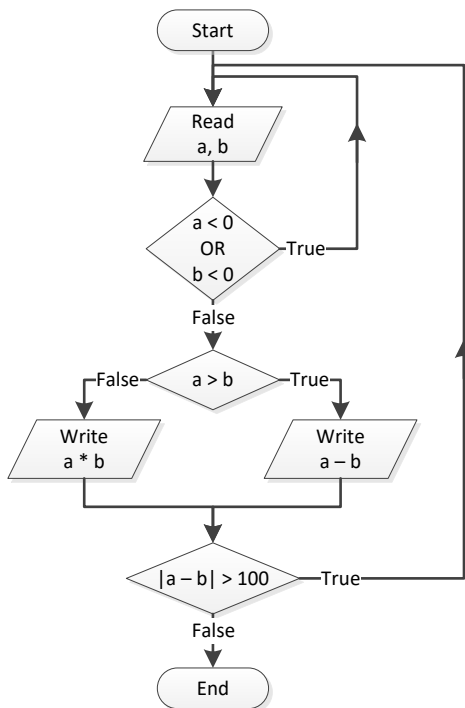 Start
Read
a, b
a < 0
OR
b < 0
True
False
False
a > b
True
Write
a * b
Write
a – b
|a – b| > 100
True
False
End